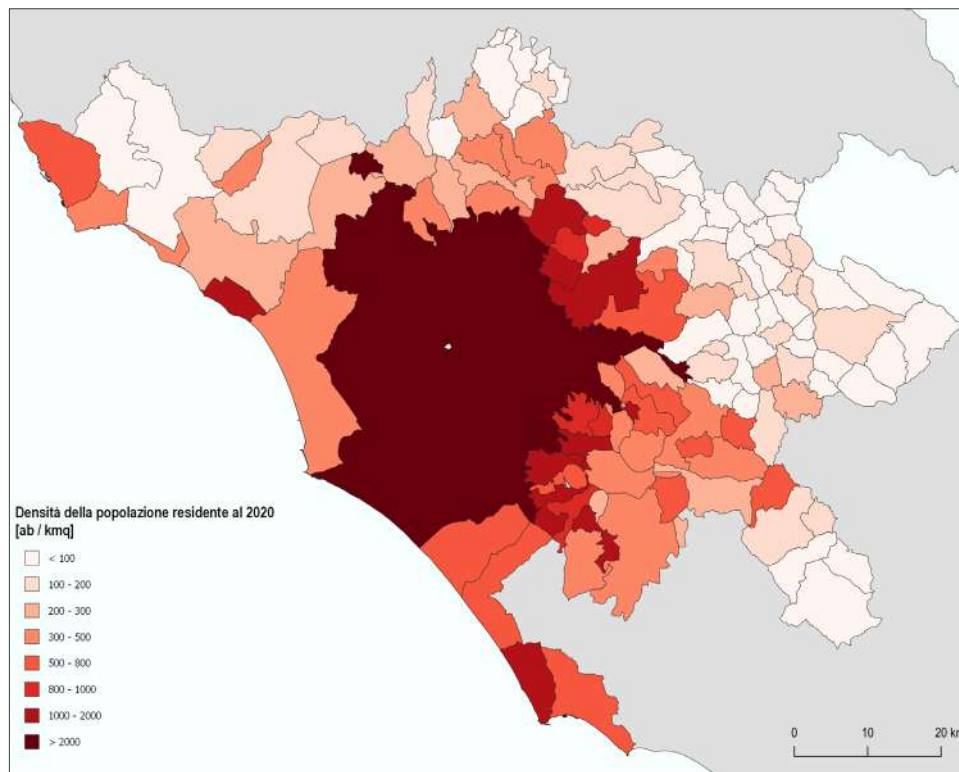 Densità della popolazione residente al 2020
[ab / kmq]
< 100
100 - 200
200 - 300
300 - 500
500 - 800
800 - 1000
1000 - 2000
> 2000
0 10 20 km